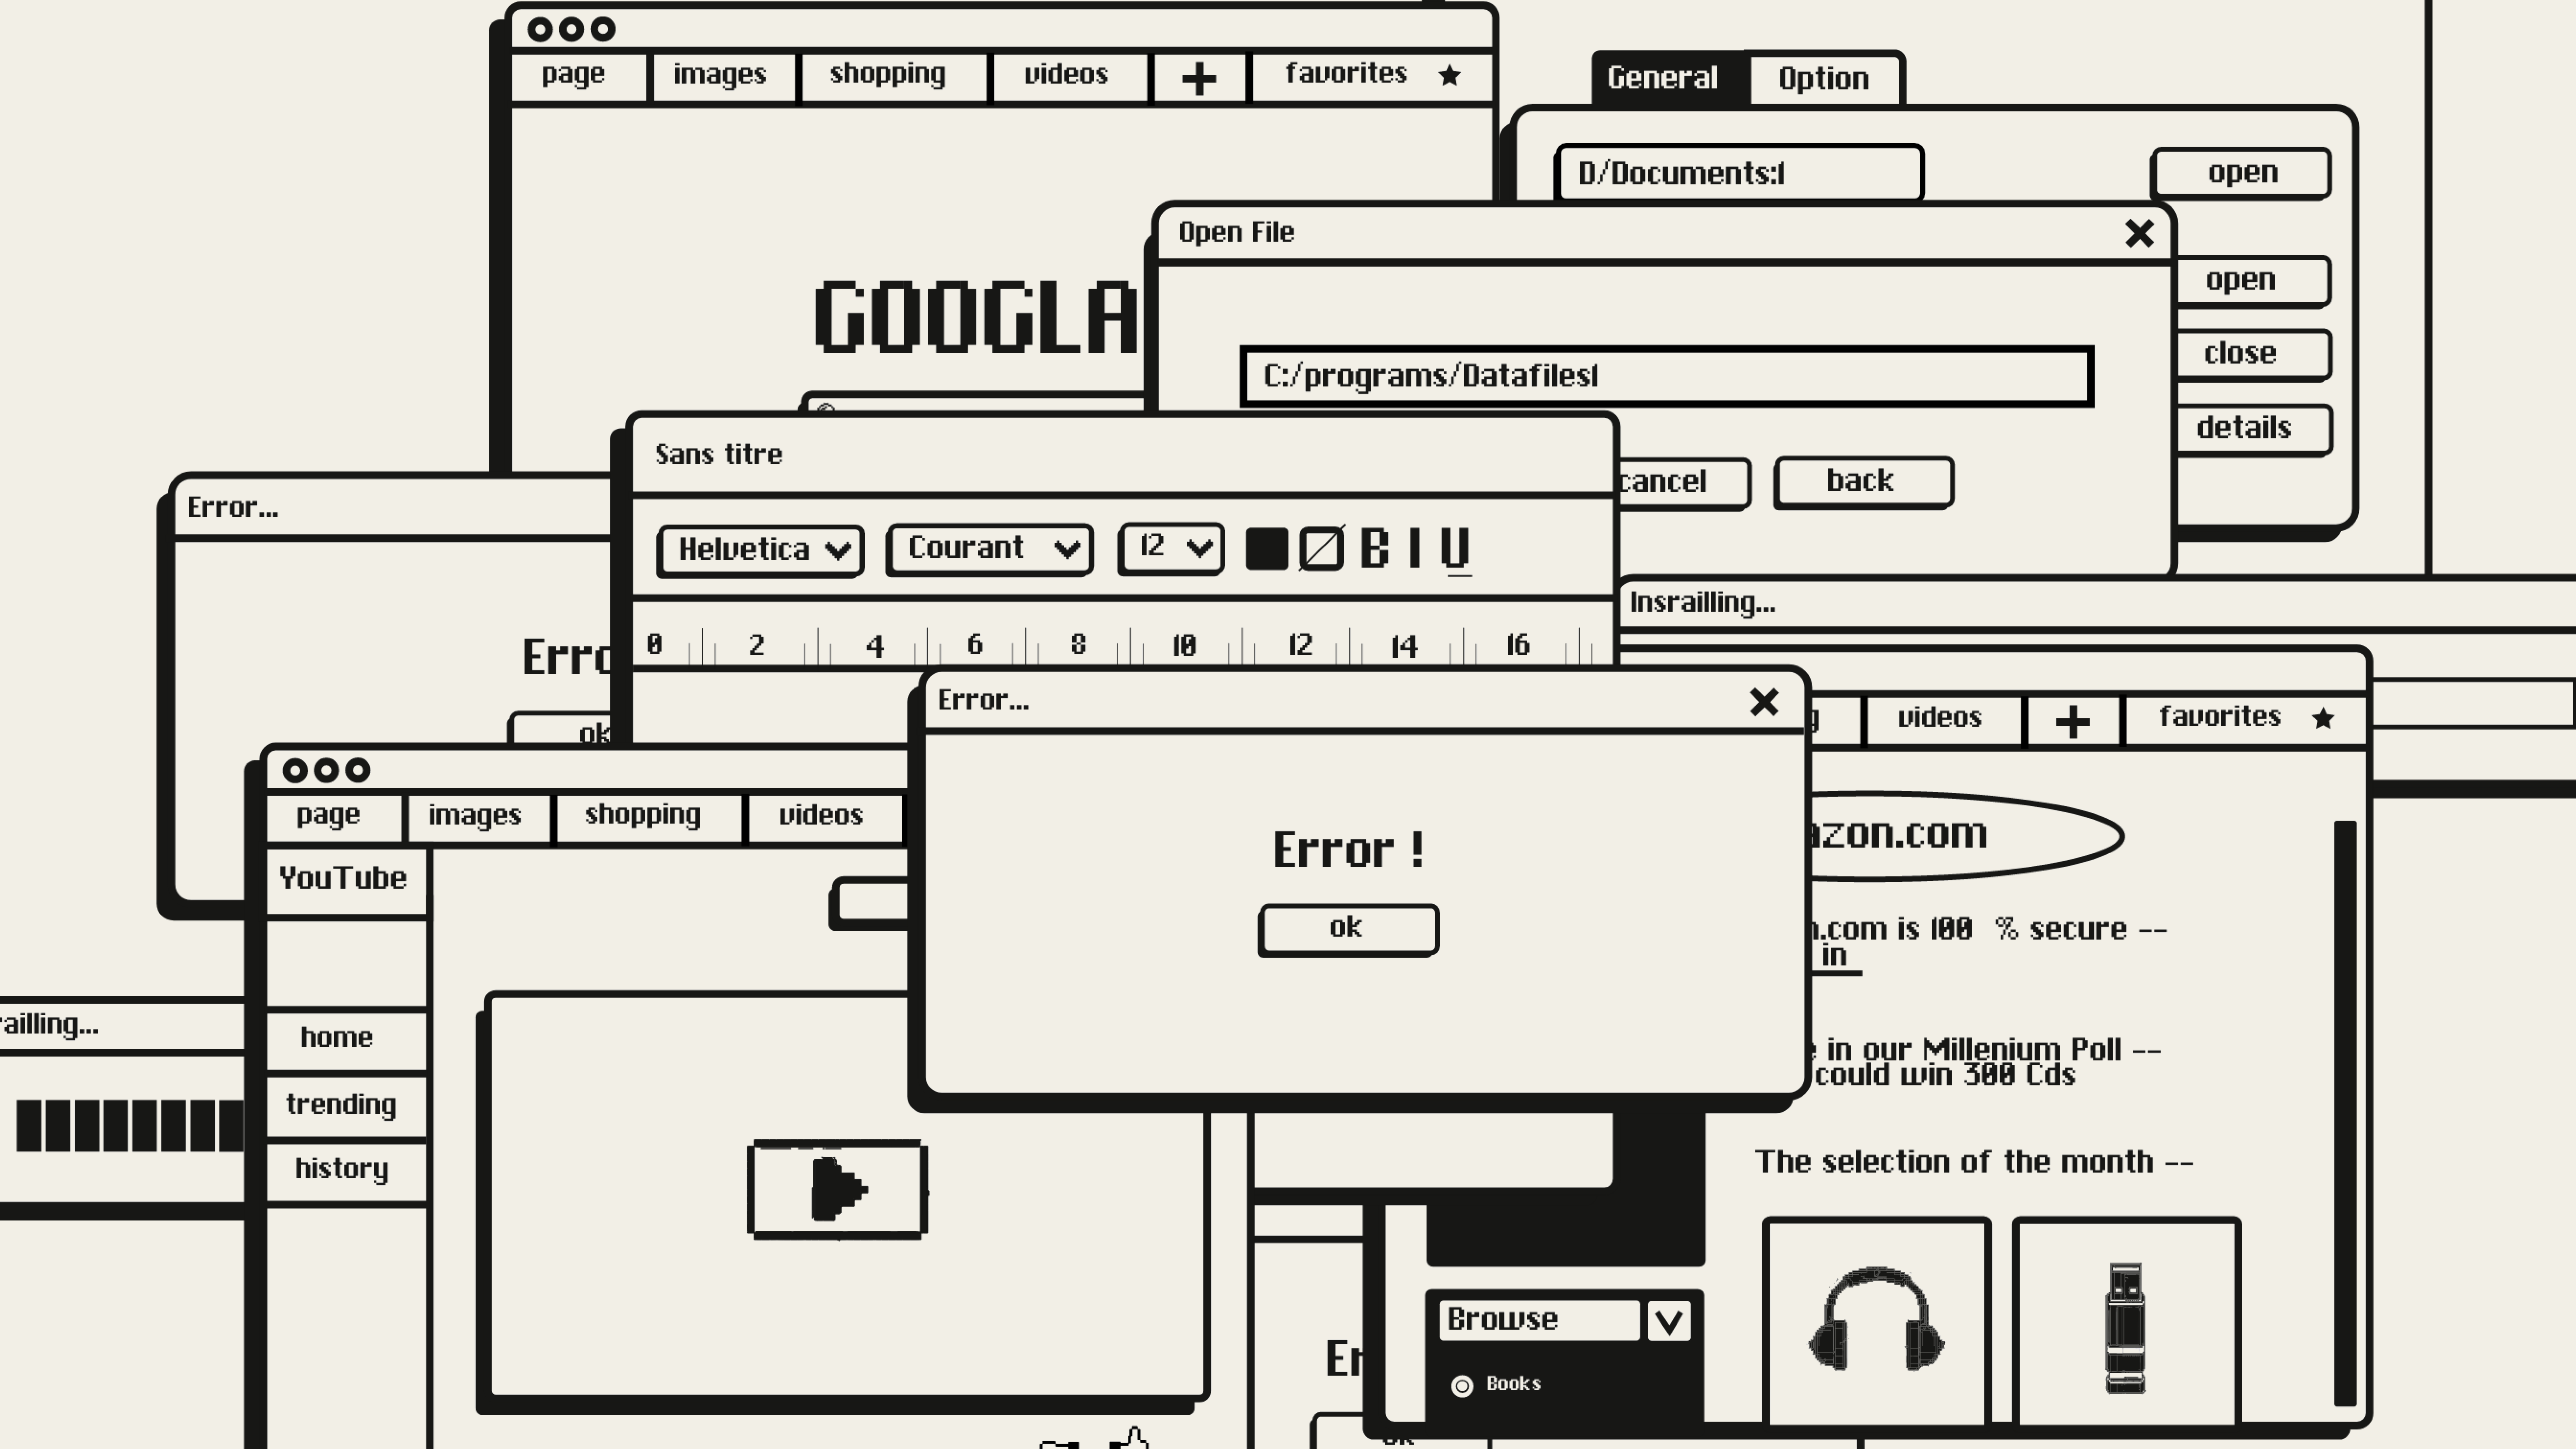 page images shopping videos + favorites
General Option
D/Documents:
open
Open File
open
GOOGLA
close
C:/programs/Datafiles
details
Sans titre
cancel back
Error...
Helvetica Courant 12 B I U
Insrailling...
0 2 4 6 8 10 12 14 16
Erro
ok
Error...
videos + favorites
page images shopping videos
YouTube
azon.com
Error !
ok
n.com is 100 % secure --
in
railling...
home
e in our Millenium Poll --
could win 300 Cds
trending
history
The selection of the month --
Browse
Er
Books